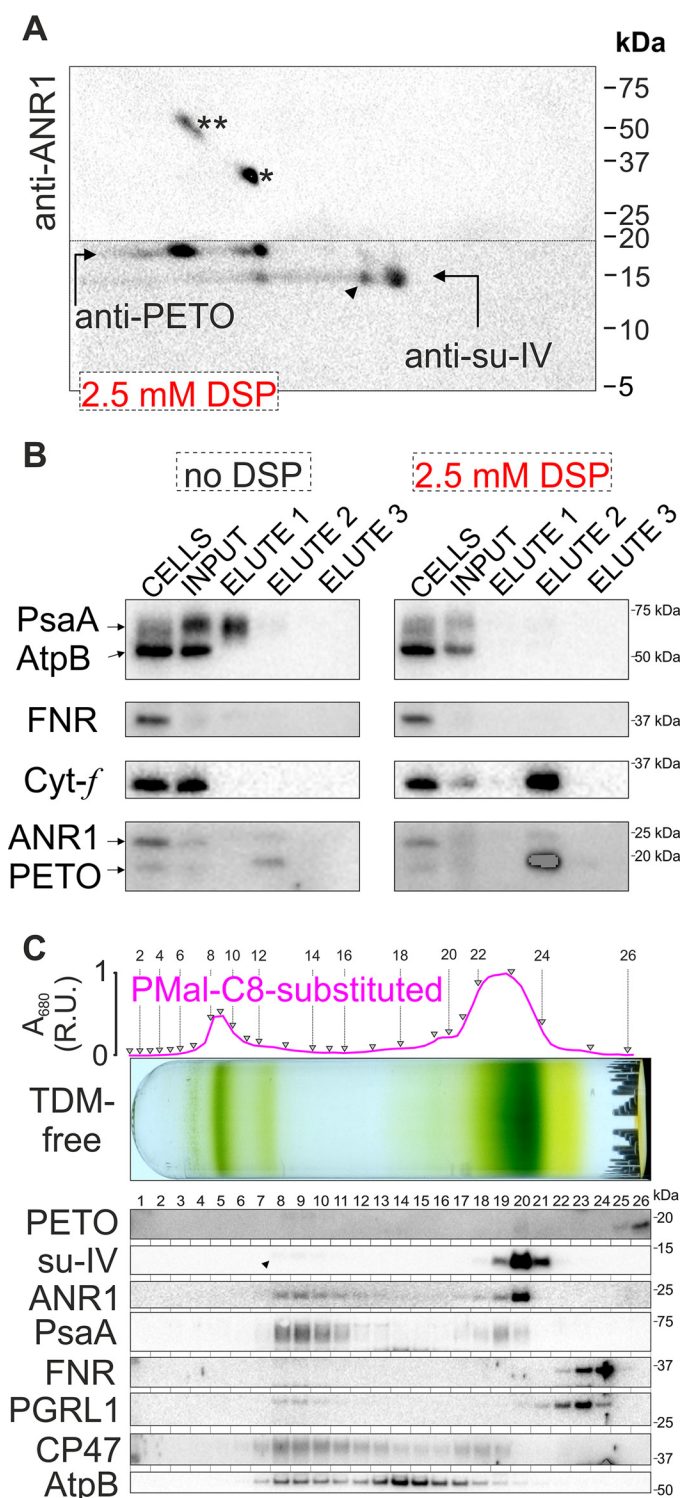 A
kDa
anti-ANR1
-75
-50
-37
-25
-20
-15
-10
-5
**
*
anti-PETO
anti-su-IV
2.5 mM DSP
B
no DSP
2.5 mM DSP
CELLS INPUT ELUTE 1 ELUTE 2 ELUTE 3
CELLS INPUT ELUTE 1 ELUTE 2 ELUTE 3
PsaA
AtpB
-75 kDa
-50 kDa
FNR
-37 kDa
Cyt-f
-37 kDa
ANR1
PETO
-25 kDa
-20 kDa
C
2 4 6 8 10 12 14 16 18 20 22 24 26
A680
(R.U.)
1
0
PMal-C8-substituted
TDM-
free
1 2 3 4 5 6 7 8 9 10 11 12 13 14 15 16 17 18 19 20 21 22 23 24 25 26 kDa
PETO -20
su-IV -15
ANR1 -25
PsaA -75
FNR -37
PGRL1 -25
CP47 -37
AtpB -50